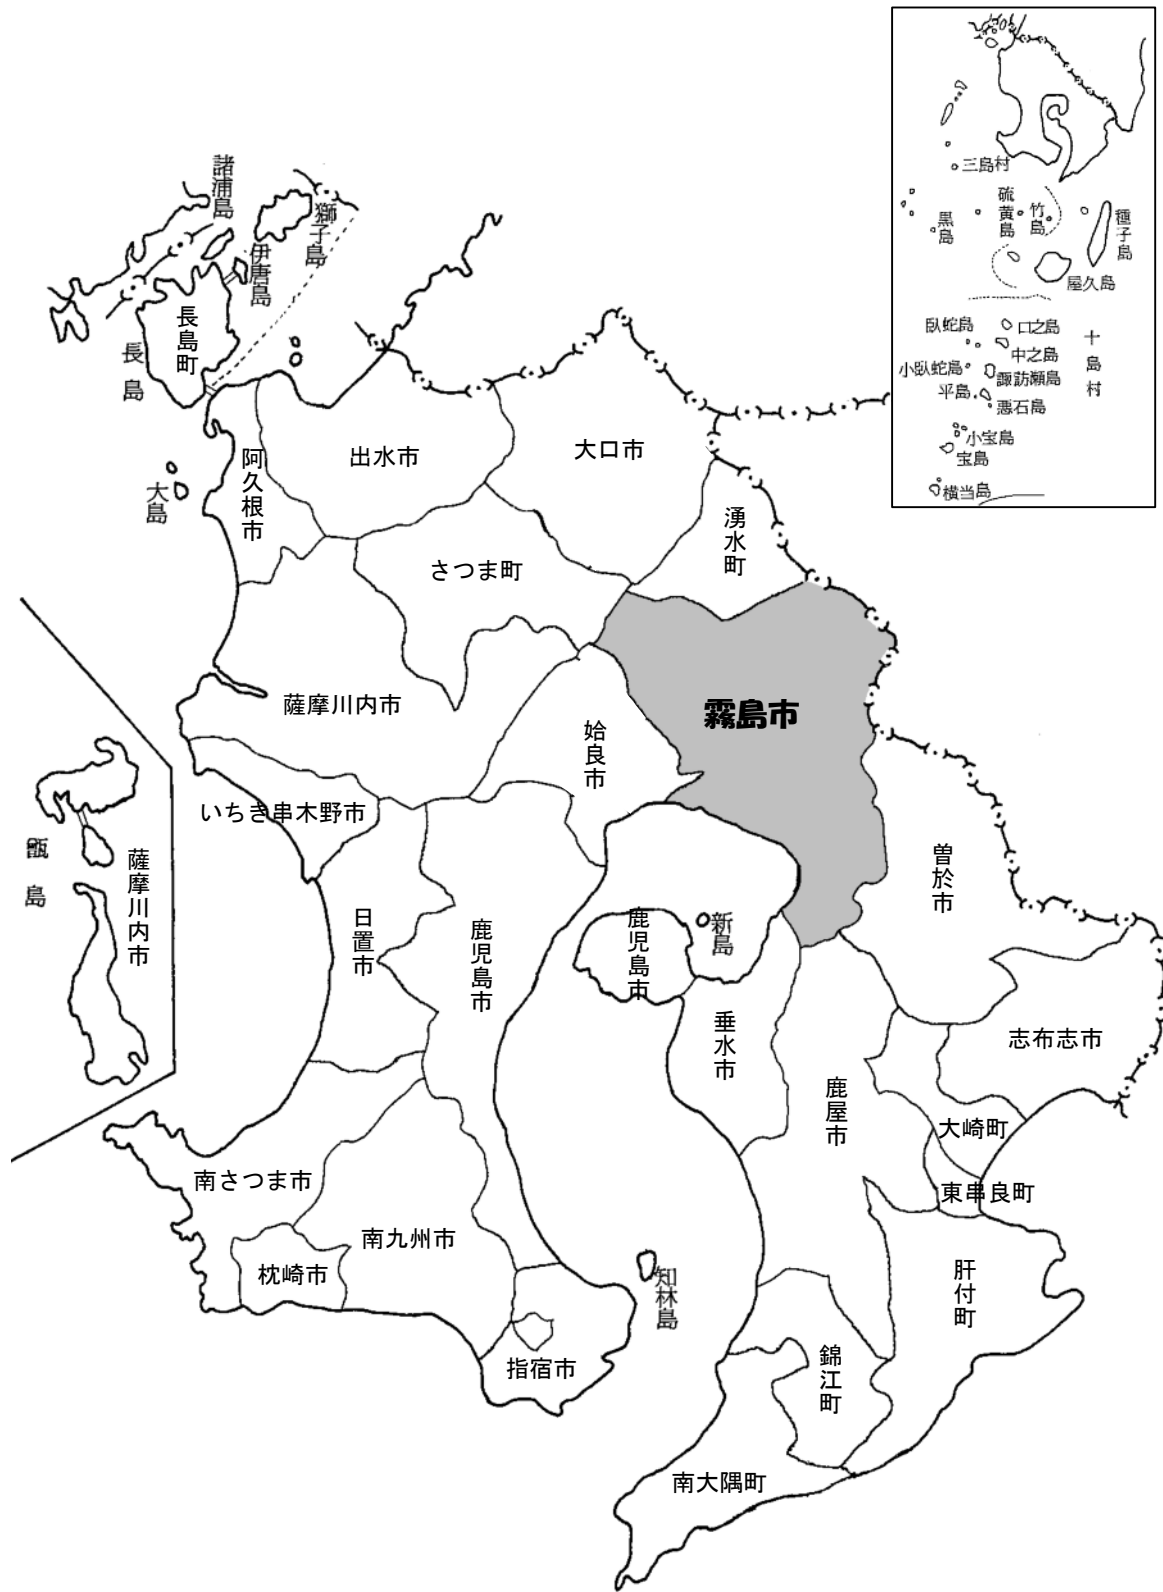 諸浦島
獅子島
伊唐島
長島町
長島
阿久根市
出水市
大口市
大島
湧水町
さつま町
薩摩川内市
姶良市
霧島市
いちき串木野市
甑島
薩摩川内市
日置市
鹿児島市
鹿児島市
新島
曽於市
垂水市
志布志市
鹿屋市
大崎町
東串良町
南さつま市
南九州市
枕崎市
知林島
肝付町
指宿市
錦江町
南大隅町
三島村
黒島
硫黄島
竹島
種子島
屋久島
臥蛇島
口之島
中之島
十島村
小臥蛇島
諏訪瀬島
平島
悪石島
小宝島
宝島
横当島